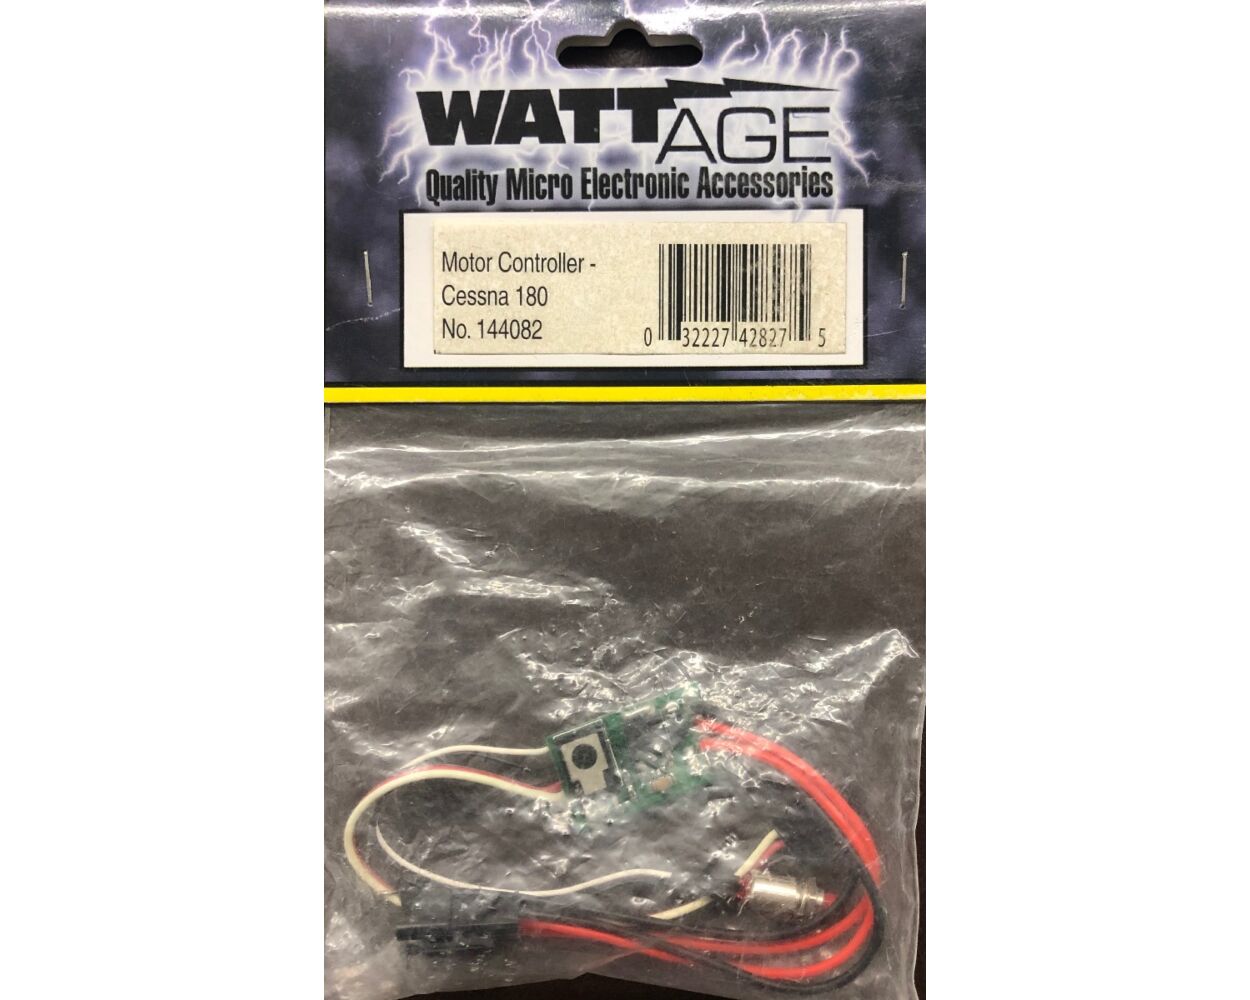 WATTAGE
Quality Micro Electronic Accessories
Motor Controller -
Cessna 180
No. 144082
0 32227 42827 5